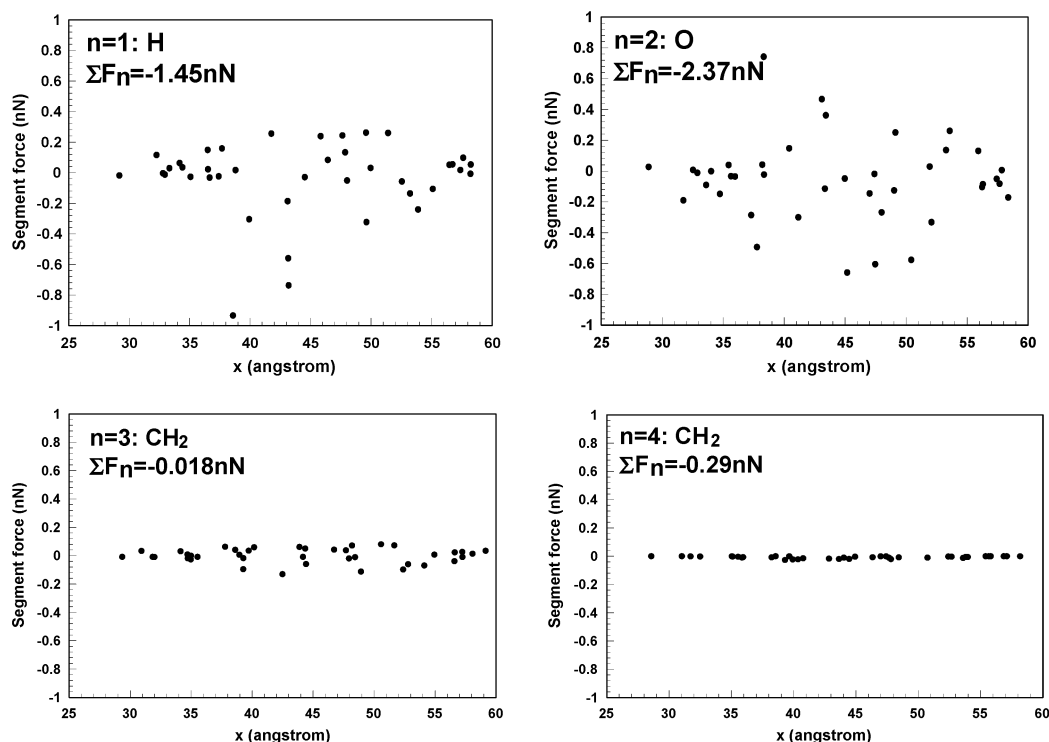 n=1: H
ΣFn=-1.45nN
1
0.8
0.6
0.4
0.2
0
-0.2
-0.4
-0.6
-0.8
-1
Segment force (nN)
25 30 35 40 45 50 55 60
x (angstrom)
n=2: O
ΣFn=-2.37nN
1
0.8
0.6
0.4
0.2
0
-0.2
-0.4
-0.6
-0.8
-1
Segment force (nN)
25 30 35 40 45 50 55 60
x (angstrom)
n=3: CH2
ΣFn=-0.018nN
1
0.8
0.6
0.4
0.2
0
-0.2
-0.4
-0.6
-0.8
-1
Segment force (nN)
25 30 35 40 45 50 55 60
x (angstrom)
n=4: CH2
ΣFn=-0.29nN
1
0.8
0.6
0.4
0.2
0
-0.2
-0.4
-0.6
-0.8
-1
Segment force (nN)
25 30 35 40 45 50 55 60
x (angstrom)